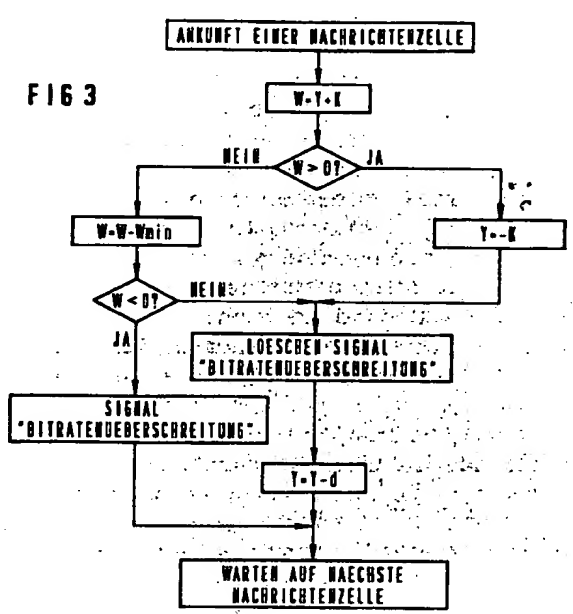 ANKUNFT EINER NACHRICHTENZELLE
FIG 3
W=Y+K
NEIN
W > 0?
JA
W=W-Wmin
Y=-K
W < 0?
NEIN
JA
LOESCHEN SIGNAL
"BITRATENUEBERSCHREITUNG"
SIGNAL
"BITRATENUEBERSCHREITUNG"
Y=Y-d
WARTEN AUF NAECHSTE
NACHRICHTENZELLE